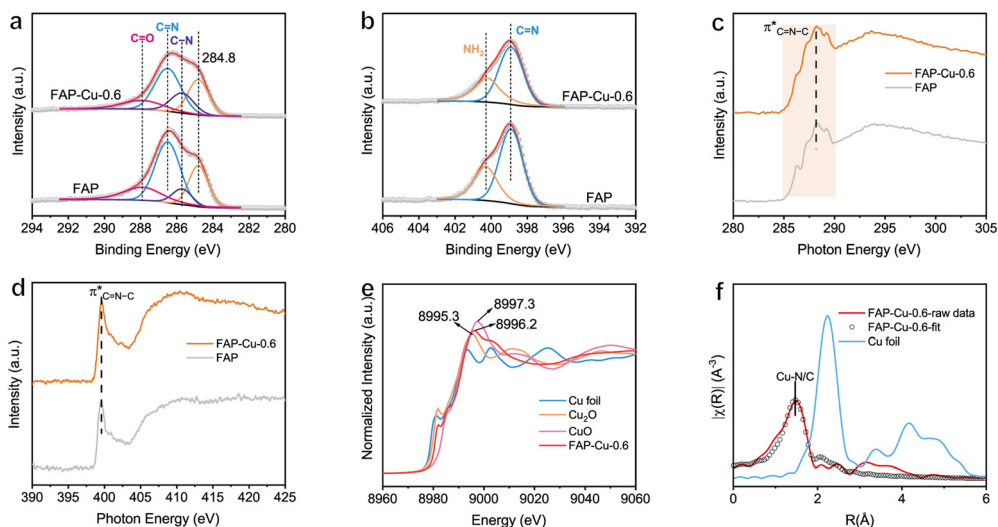 a
C=O
C=N
C−N
284.8
FAP-Cu-0.6
FAP
Intensity (a.u.)
294 292 290 288 286 284 282 280
Binding Energy (eV)
b
NH2
C=N
FAP-Cu-0.6
FAP
Intensity (a.u.)
406 404 402 400 398 396 394 392
Binding Energy (eV)
c
π*C=N−C
FAP-Cu-0.6
FAP
Intensity (a.u.)
280 285 290 295 300 305
Photon Energy (eV)
d
π*C=N−C
FAP-Cu-0.6
FAP
Intensity (a.u.)
390 395 400 405 410 415 420 425
Photon Energy (eV)
e
8997.3
8995.3
8996.2
Cu foil
Cu2O
CuO
FAP-Cu-0.6
Normalized Intensity (a.u.)
8960 8980 9000 9020 9040 9060
Energy (eV)
f
FAP-Cu-0.6-raw data
FAP-Cu-0.6-fit
Cu foil
Cu-N/C
|χ(R)| (A-3)
0 2 4 6
R(Å)